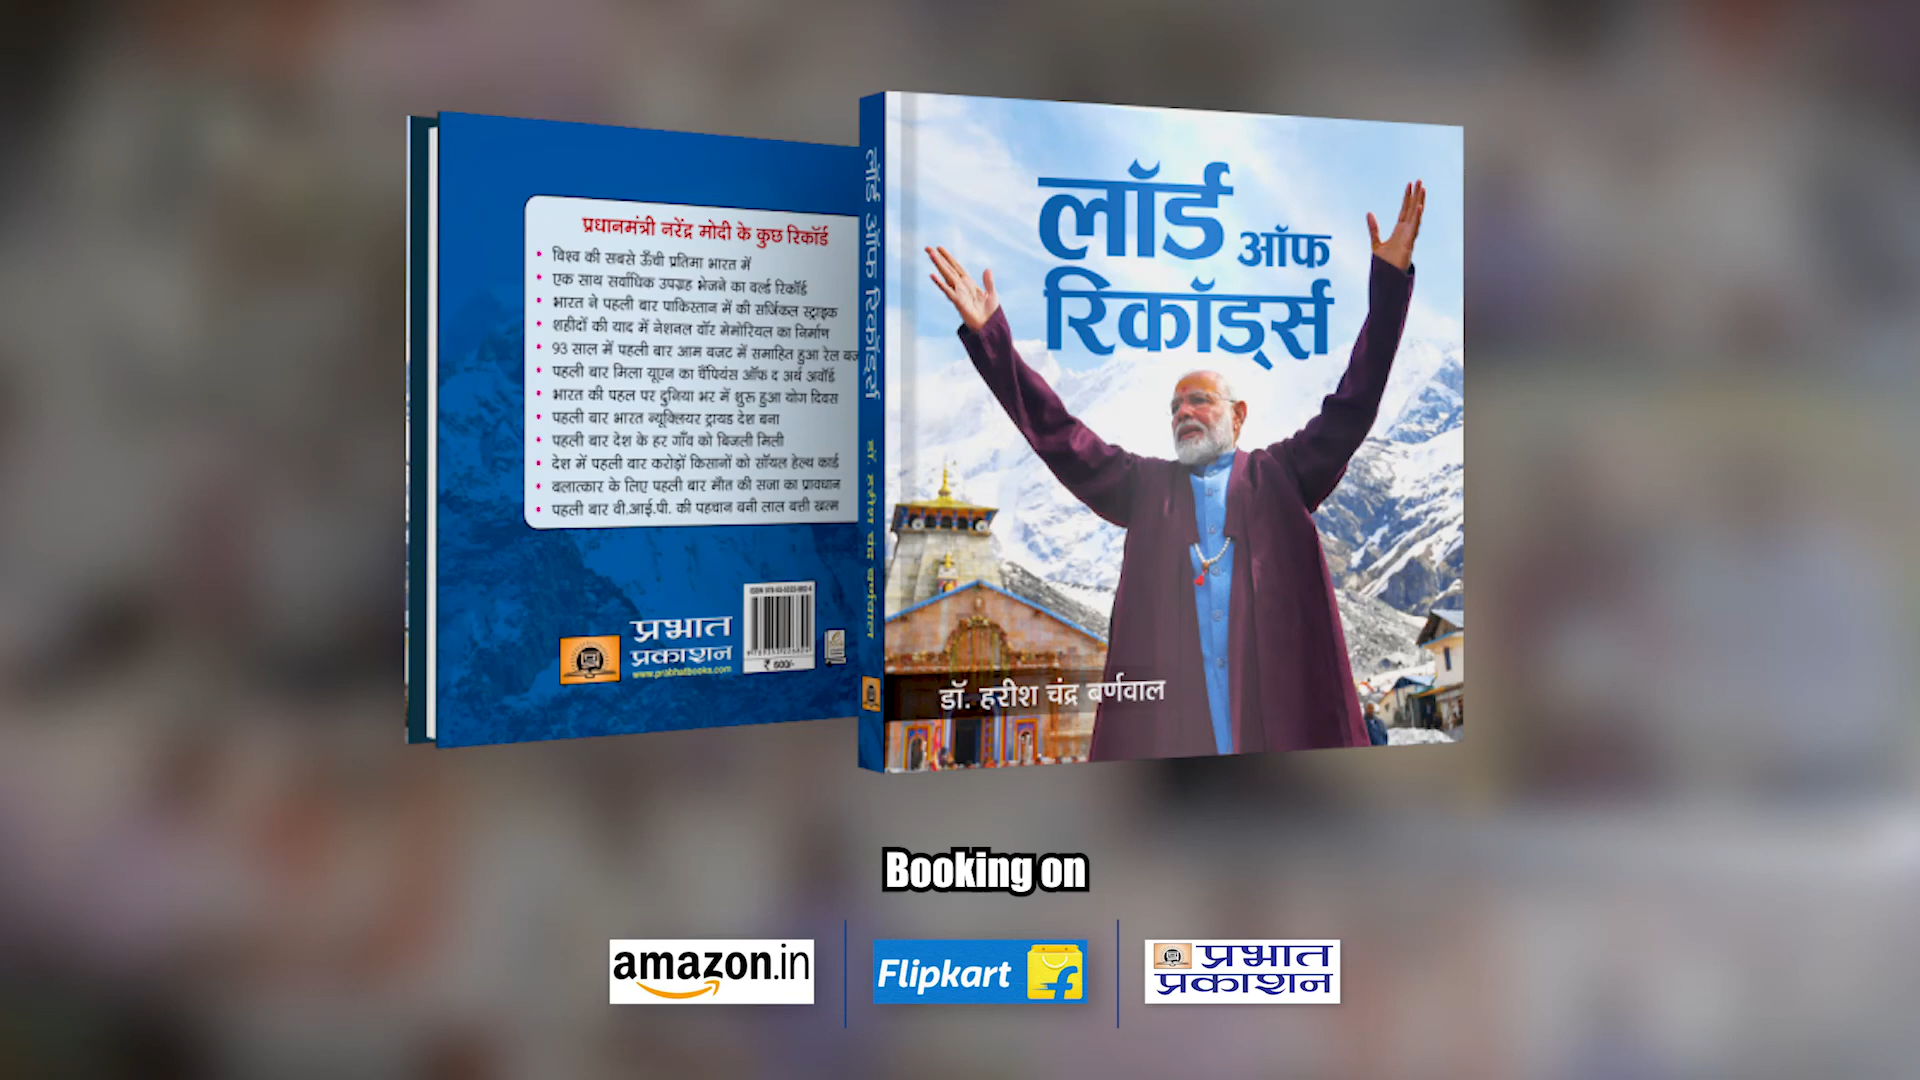 प्रधानमंत्री नरेंद्र मोदी के कुछ रिकॉर्ड
• विश्व की सबसे ऊँची प्रतिमा भारत में
• एक साथ सर्वाधिक उपग्रह भेजने का वर्ल्ड रिकॉर्ड
• भारत ने पहली बार पाकिस्तान में की सर्जिकल स्ट्राइक
• शहीदों की याद में नेशनल वॉर मेमोरियल का निर्माण
• 93 साल में पहली बार आम बजट में समाहित हुआ रेल
• पहली बार मिला यूएन का चैंपियंस ऑफ द अर्थ अवॉर्ड
• भारत की पहल पर दुनिया भर में शुरू हुआ योग दिवस
• पहली बार भारत न्यूक्लियर ट्रायड देश बना
• पहली बार देश के हर गाँव को बिजली मिली
• देश में पहली बार करोड़ों किसानों को सॉयल हेल्थ कार्ड
• बलात्कार के लिए पहली बार मौत की सजा का प्रावधान
• पहली बार वी.आई.पी. की पहचान बनी लाल बत्ती खत्म
प्रभात
प्रकाशन
www.prabhatbooks.com
₹ 600/-
लॉर्ड ऑफ रिकॉर्ड्स डॉ. हरीश चंद्र बर्णवाल
लॉर्ड ऑफ
रिकॉर्ड्स
डॉ. हरीश चंद्र बर्णवाल
Booking on
amazon.in
Flipkart
प्रभात
प्रकाशन